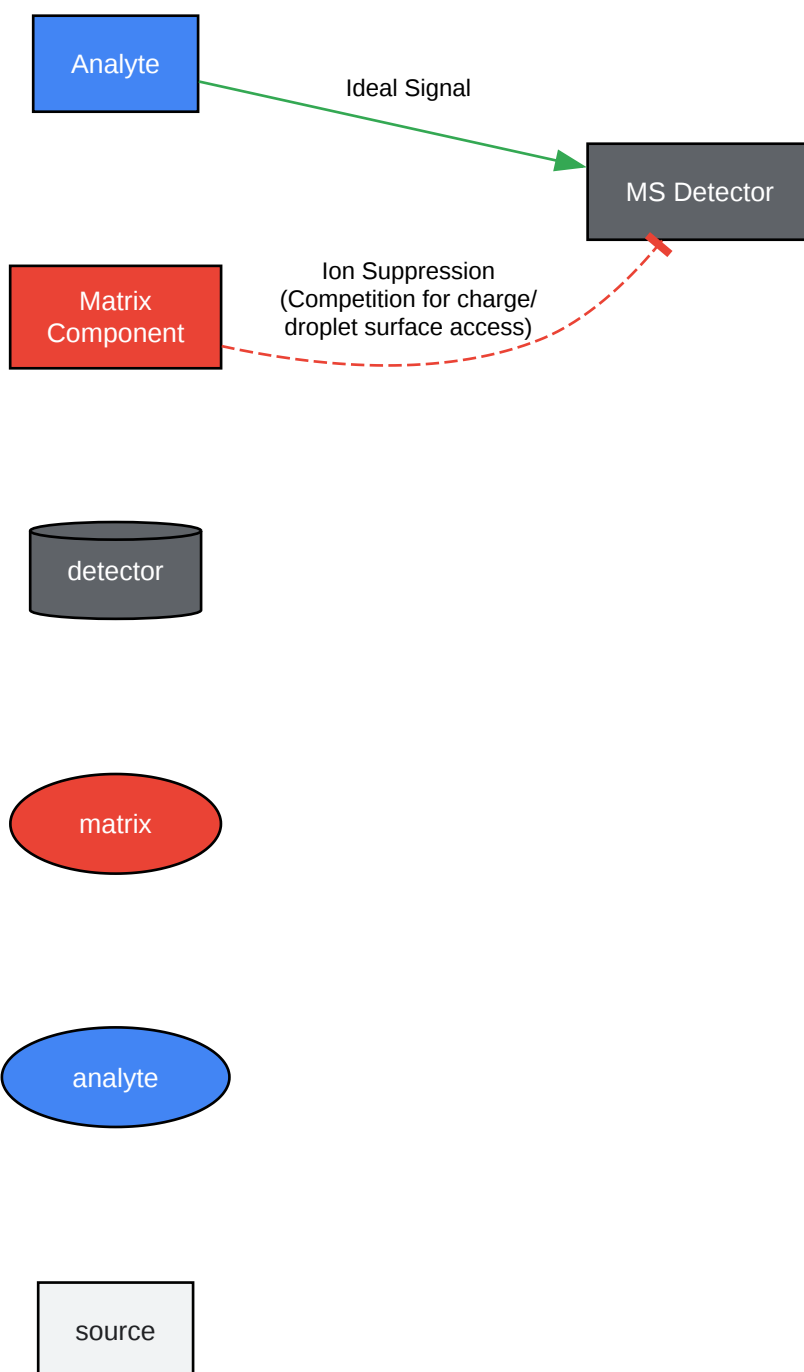 Analyte
Ideal Signal
MS Detector
Ion Suppression
(Competition for charge/
droplet surface access)
Matrix
Component
detector
matrix
analyte
source